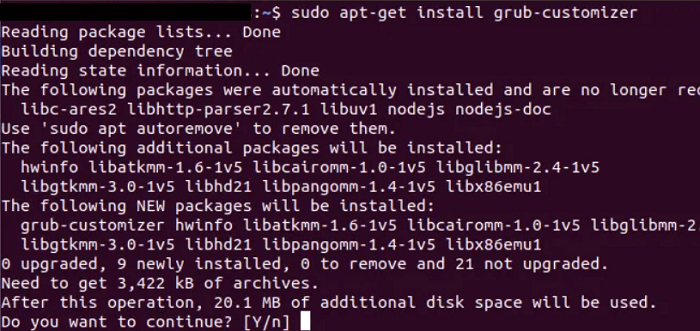 :~$ sudo apt-get install grub-customizer
Reading package lists... Done
Building dependency tree
Reading state information... Done
The following packages were automatically installed and are no longer rec
libc-ares2 libhttp-parser2.7.1 libuv1 nodejs nodejs-doc
Use 'sudo apt autoremove' to remove them.
The following additional packages will be installed:
hwinfo libatkmm-1.6-1v5 libcairomm-1.0-1v5 libglibmm-2.4-1v5
libgtkmm-3.0-1v5 libhd21 libpangomm-1.4-1v5 libx86emu1
The following NEW packages will be installed:
grub-customizer hwinfo libatkmm-1.6-1v5 libcairomm-1.0-1v5 libglibmm-2.
libgtkmm-3.0-1v5 libhd21 libpangomm-1.4-1v5 libx86emu1
0 upgraded, 9 newly installed, 0 to remove and 21 not upgraded.
Need to get 3,422 kB of archives.
After this operation, 20.1 MB of additional disk space will be used.
Do you want to continue? [Y/n]